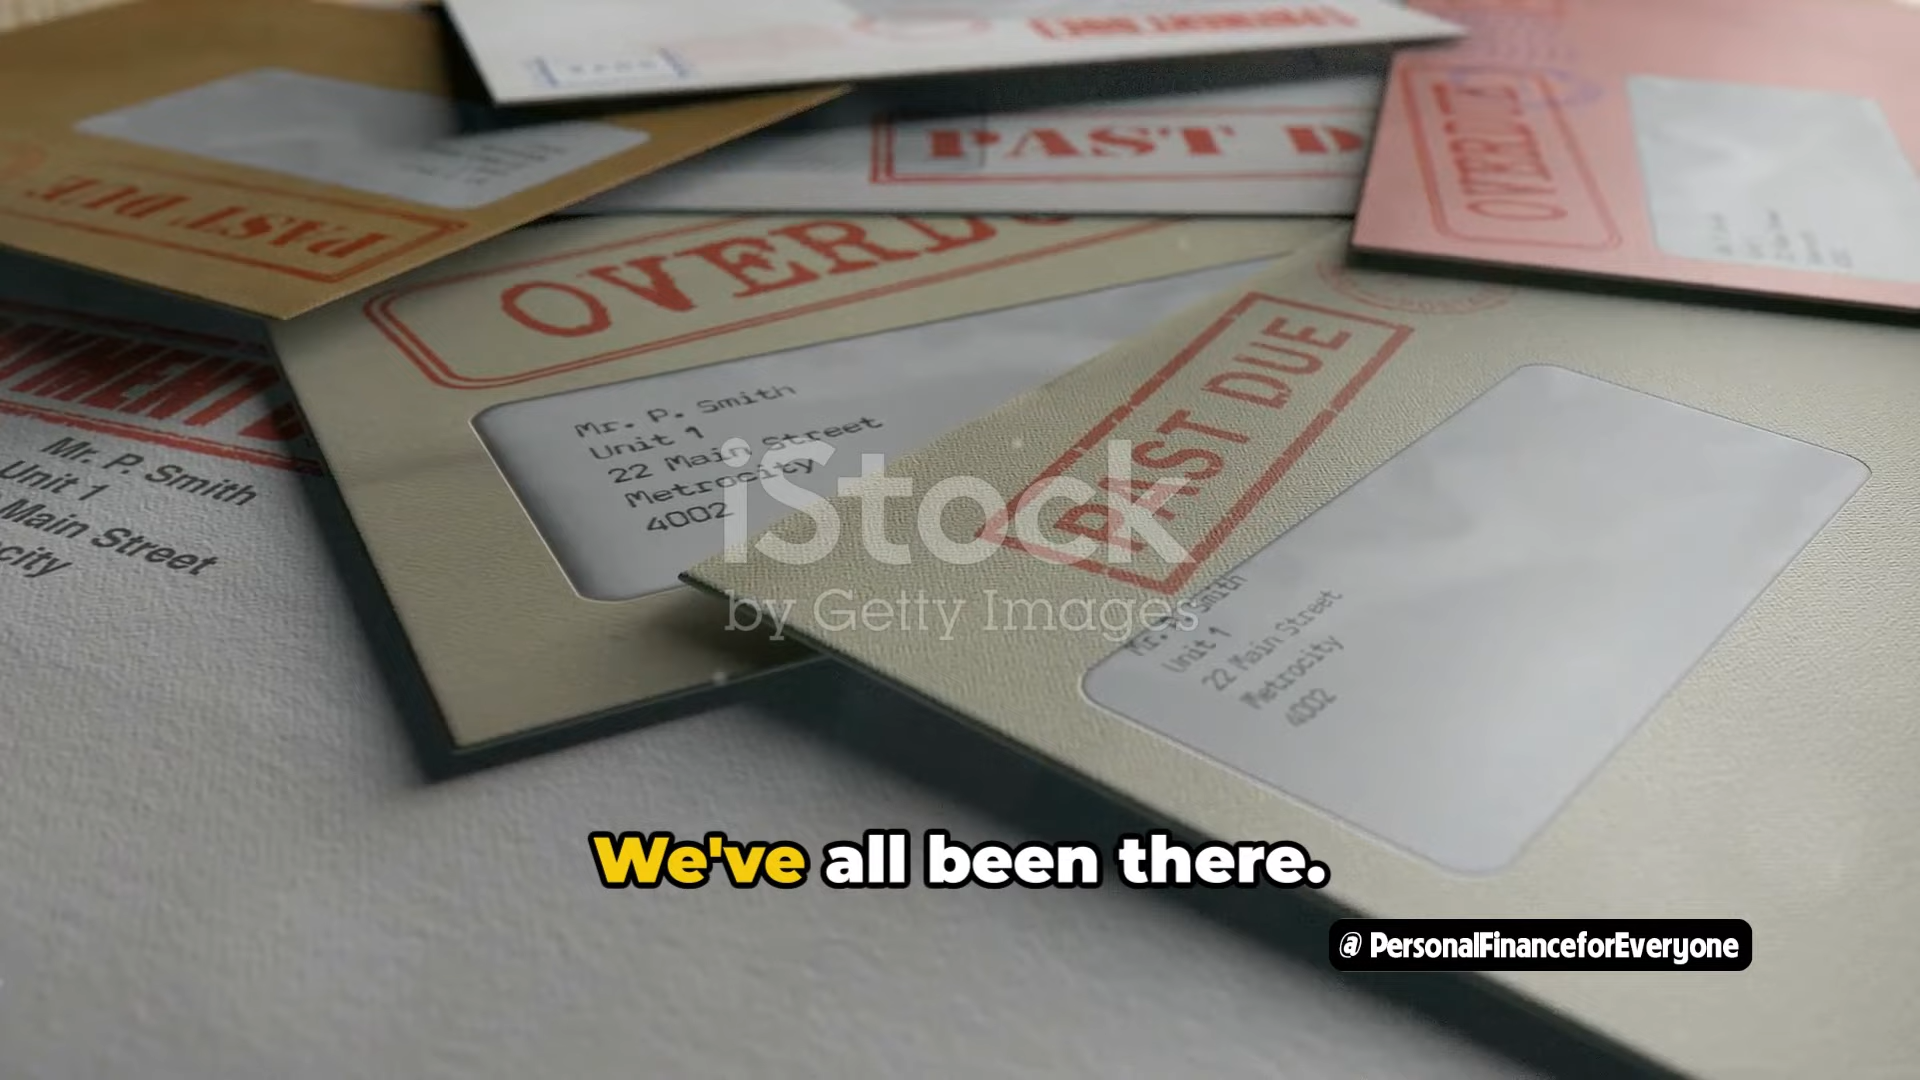 PAST D
OVERDUE
PAST DUE
OVERDU
PAST DUE
Mr. P. Smith
Unit 1
Main Street
city
Mr. P. Smith
Unit 1
22 Main Street
Metrocity
4002
iStock
by Getty Images
Mr. P. Smith
Unit 1
22 Main Street
Metrocity
4002
We've all been there.
@ PersonalFinanceforEveryone